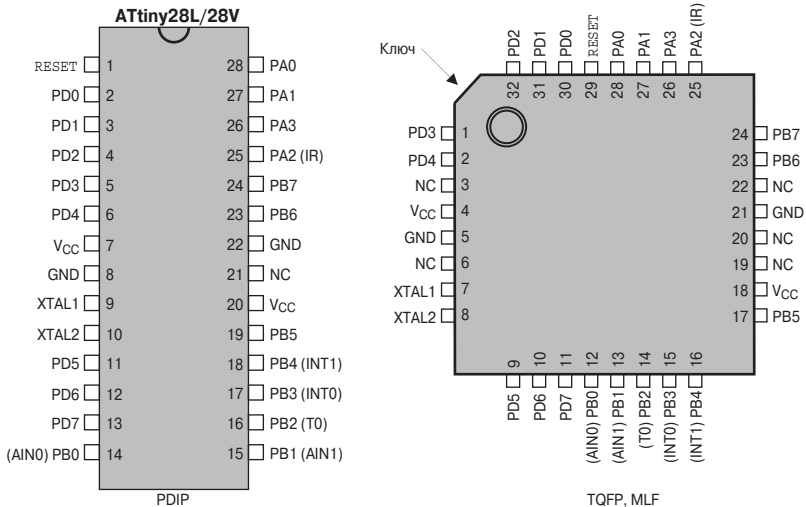 ATtiny28L/28V
RESET 1 28 PA0
PD0 2 27 PA1
PD1 3 26 PA3
PD2 4 25 PA2 (IR)
PD3 5 24 PB7
PD4 6 23 PB6
VCC 7 22 GND
GND 8 21 NC
XTAL1 9 20 VCC
XTAL2 10 19 PB5
PD5 11 18 PB4 (INT1)
PD6 12 17 PB3 (INT0)
PD7 13 16 PB2 (T0)
(AIN0) PB0 14 15 PB1 (AIN1)
PDIP
Ключ
PD2 PD1 PD0 RESET PA0 PA1 PA3 PA2 (IR)
32 31 30 29 28 27 26 25
PD3 1 24 PB7
PD4 2 23 PB6
NC 3 22 NC
VCC 4 21 GND
GND 5 20 NC
NC 6 19 NC
XTAL1 7 18 VCC
XTAL2 8 17 PB5
9 10 11 12 13 14 15 16
PD5 PD6 PD7 (AIN0) PB0 (AIN1) PB1 (T0) PB2 (INT0) PB3 (INT1) PB4
TQFP, MLF